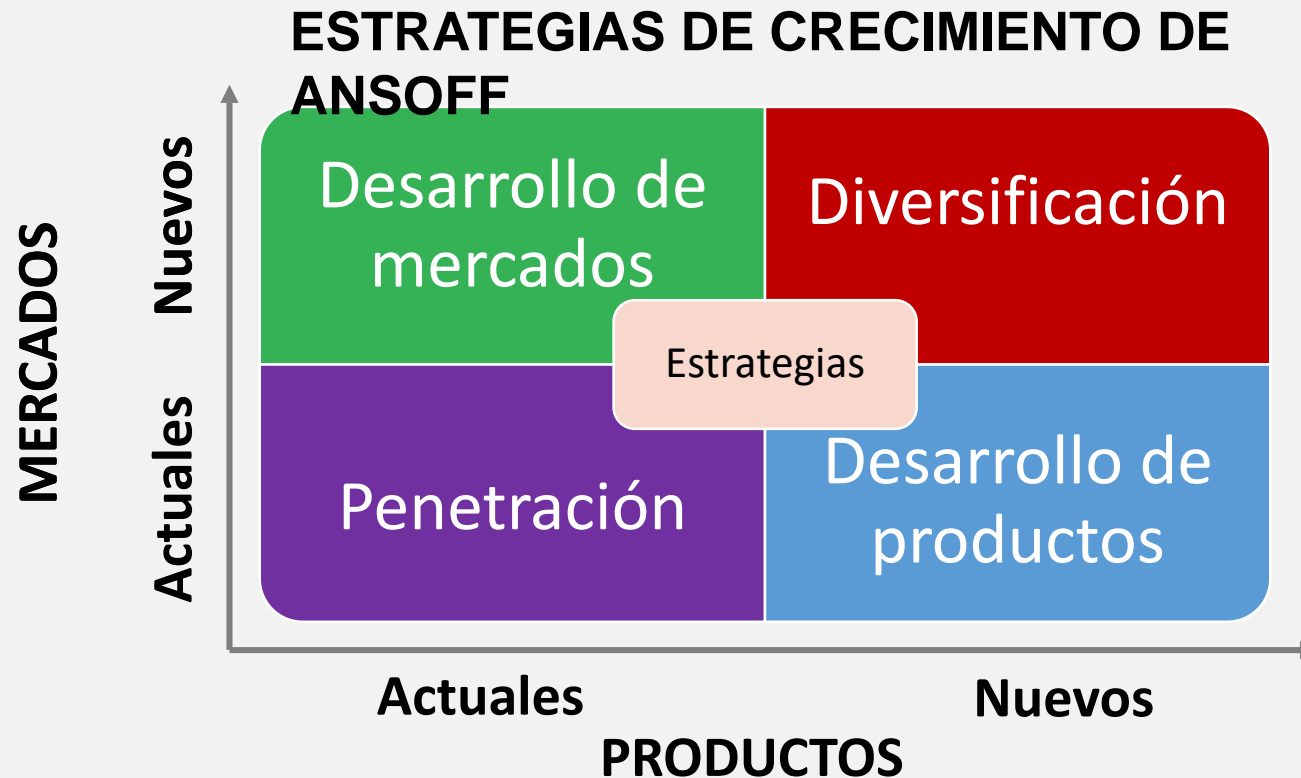 ESTRATEGIAS DE CRECIMIENTO DE
ANSOFF
MERCADOS
Nuevos
Actuales
Desarrollo de
mercados
Diversificación
Estrategias
Penetración
Desarrollo de
productos
Actuales
Nuevos
PRODUCTOS